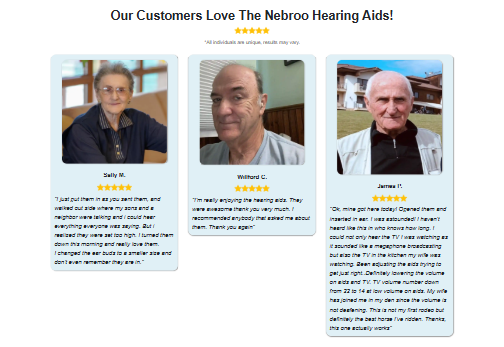 Our Customers Love The Nebroo Hearing Aids!
*All individuals are unique, results may vary.
Sally M.
"I just put them in as you sent them, and
walked out side where my sons and a
neighbor were talking and I could hear
everything everyone was saying. But I
realised they were set too high. I turned them
down this morning and really love them.
I changed the ear buds to a smaller size and
don't even remember they are in."
Willford C.
"I'm really enjoying the hearing aids. They
were awesome thank you very much. I
recommended anybody that asked me about
them. Thank you again"
James P.
"Ok, mine got here today! Opened them and
inserted in ear. I was astounded! I haven't
heard like this in who knows how long. I
could not only hear the TV I was watching as
it sounded like a megaphone broadcasting
but also the TV in the kitchen my wife was
watching. Been adjusting the aids trying to
get just right..Definitely lowering the volume
on aids and TV. TV volume number down
from 22 to 14 at low volume on aids. My wife
has joined me in my den since the volume is
not deafening. This is not my first rodeo but
definitely the best horse I've ridden. Thanks,
this one actually works"